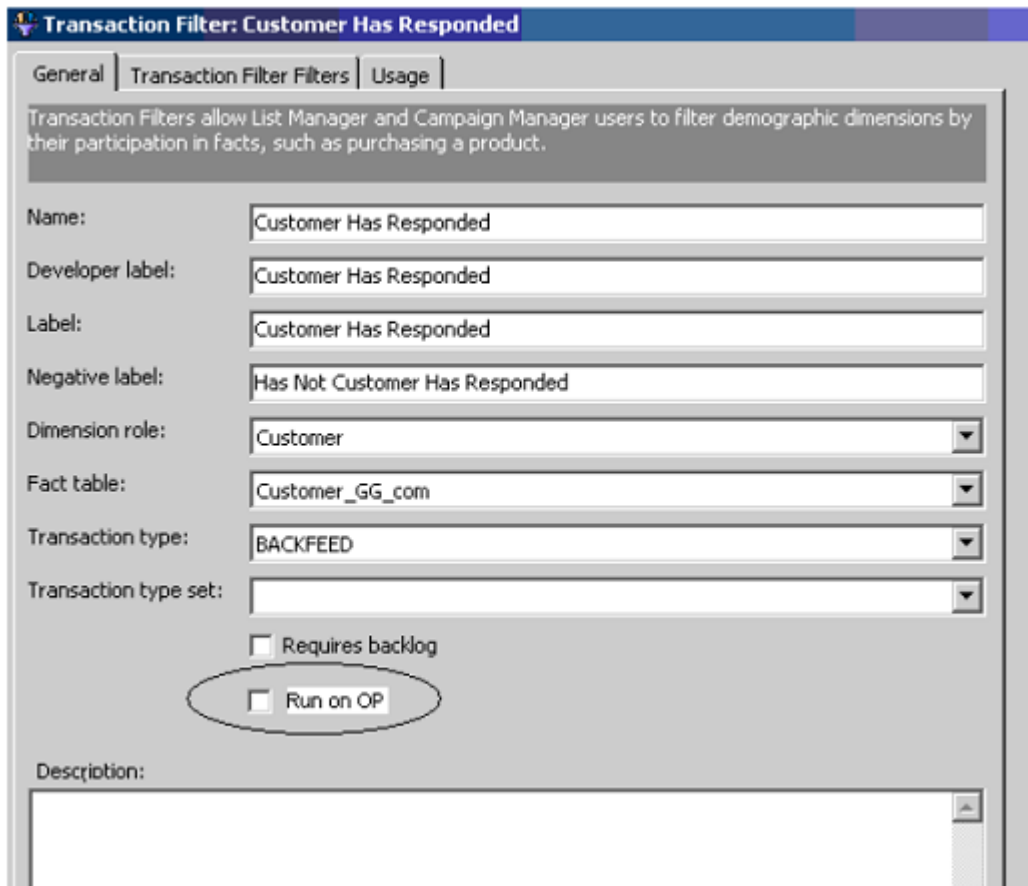 Transaction Filter: Customer Has Responded
General Transaction Filter Filters Usage
Transaction Filters allow List Manager and Campaign Manager users to filter demographic dimensions by
their participation in facts, such as purchasing a product.
Name: Customer Has Responded
Developer label: Customer Has Responded
Label: Customer Has Responded
Negative label: Has Not Customer Has Responded
Dimension role: Customer
Fact table: Customer_GG_com
Transaction type: BACKFEED
Transaction type set:
Requires backlog
Run on OP
Description: